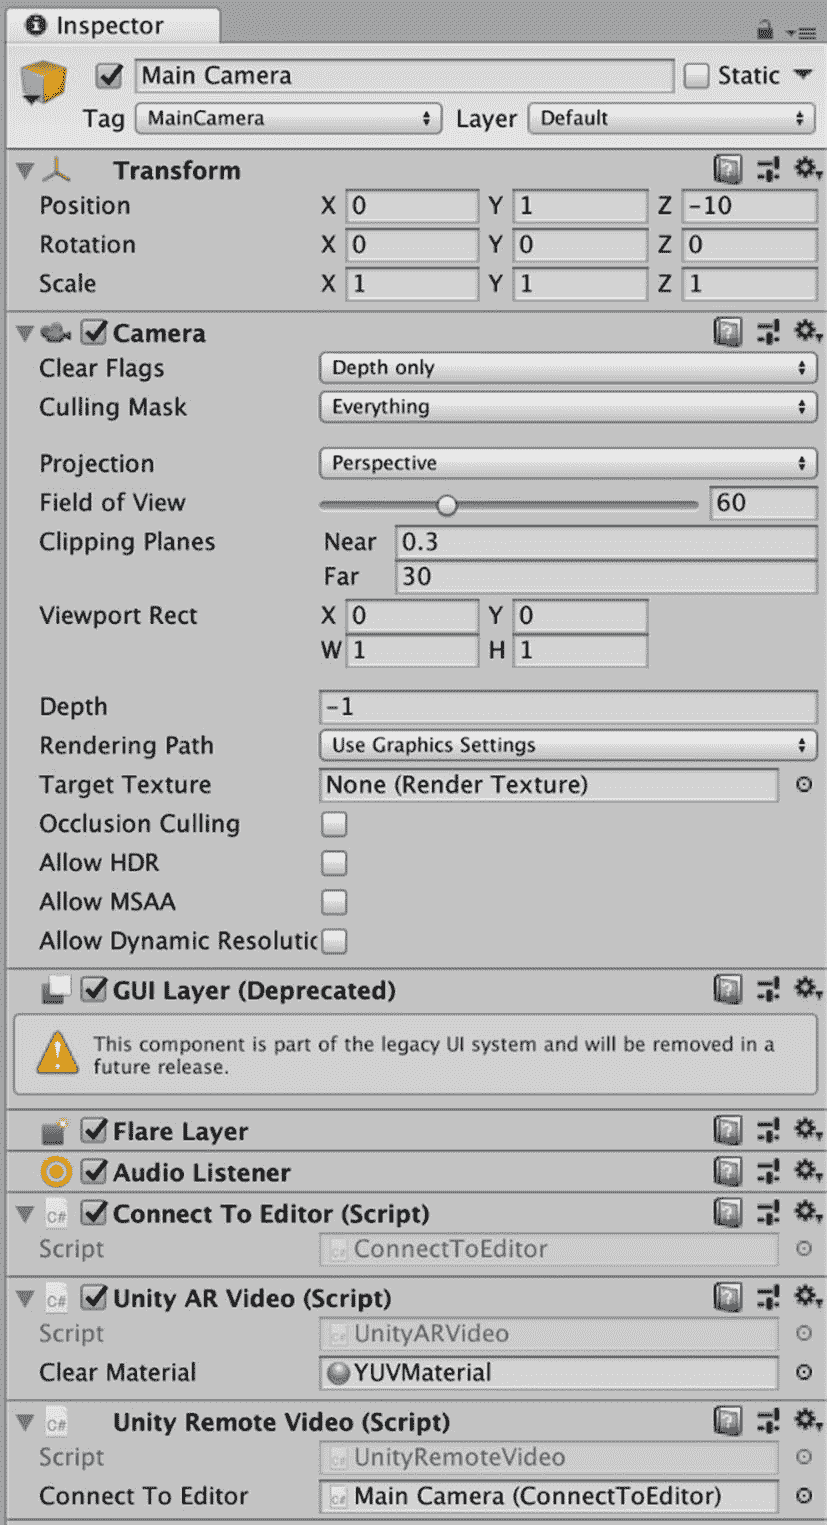 Inspector
Main Camera Static
Tag MainCamera Layer Default
Transform
Position X 0 Y 1 Z -10
Rotation X 0 Y 0 Z 0
Scale X 1 Y 1 Z 1
Camera
Clear Flags Depth only
Culling Mask Everything
Projection Perspective
Field of View 60
Clipping Planes Near 0.3
Far 30
Viewport Rect X 0 Y 0
W 1 H 1
Depth -1
Rendering Path Use Graphics Settings
Target Texture None (Render Texture)
Occlusion Culling
Allow HDR
Allow MSAA
Allow Dynamic Resolutic
GUI Layer (Deprecated)
This component is part of the legacy UI system and will be removed in a
future release.
Flare Layer
Audio Listener
C# Connect To Editor (Script)
Script C# ConnectToEditor
C# Unity AR Video (Script)
Script C# UnityARVideo
Clear Material YUVMaterial
C# Unity Remote Video (Script)
Script C# UnityRemoteVideo
Connect To Editor C# Main Camera (ConnectToEditor)